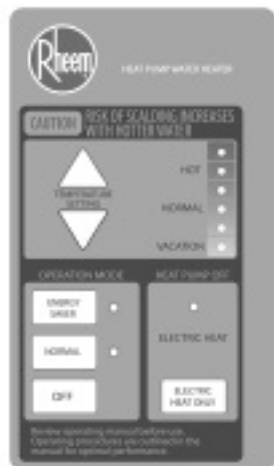 Rheem
HEAT PUMP WATER HEATER
CAUTION
RISK OF SCALDING INCREASES
WITH HOTTER WATER
HOT
TEMPERATURE
SETTING
NORMAL
VACATION
OPERATION MODE
HEAT PUMP OFF
ENERGY
SAVER
ELECTRIC HEAT
NORMAL
OFF
ELECTRIC
HEAT ONLY
Review operating manual before use.
Operating procedures are outlined in the
manual for optimal performance.